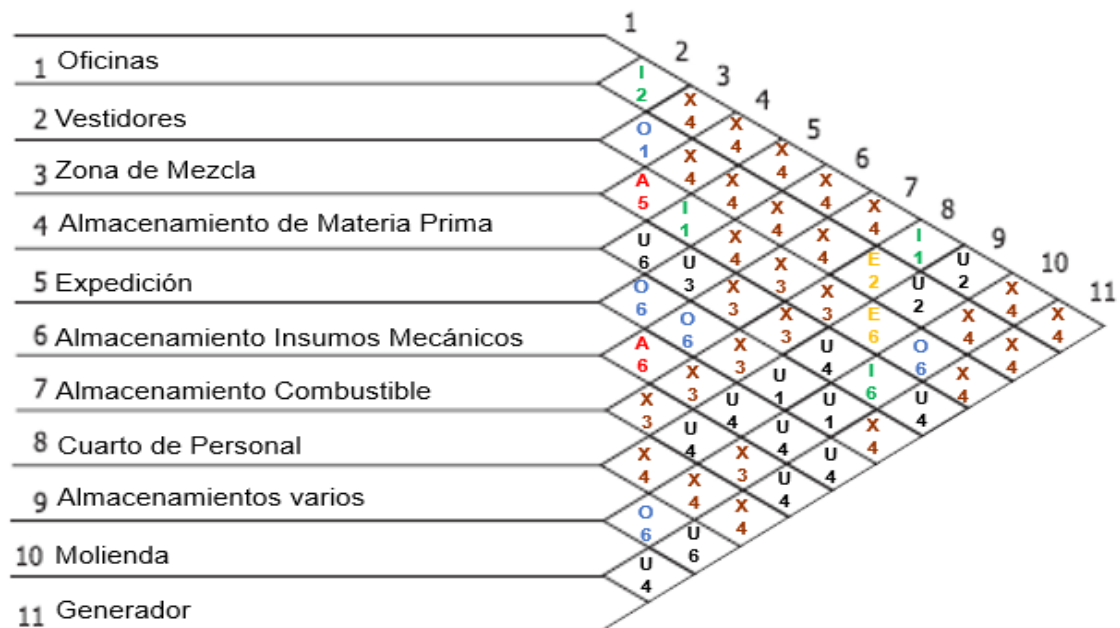 1
2
3
4
5
6
7
8
9
10
11
1 Oficinas
2 Vestidores
3 Zona de Mezcla
4 Almacenamiento de Materia Prima
5 Expedición
6 Almacenamiento Insumos Mecánicos
7 Almacenamiento Combustible
8 Cuarto de Personal
9 Almacenamientos varios
10 Molienda
11 Generador
I 2
O 1
A 5
U 6
O 6
A 6
X 3
X 4
O 6
U 4
X 4
X 4
I 1
U 3
O 6
X 3
U 4
X 4
U 6
X 4
X 4
X 4
X 3
X 3
U 4
X 3
X 4
X 4
X 4
X 3
X 3
U 1
U 4
U 4
X 4
X 4
X 3
U 4
U 1
U 4
X 4
E 2
E 6
I 6
X 4
I 1
U 2
O 6
U 4
U 2
X 4
X 4
X 4
X 4
X 4